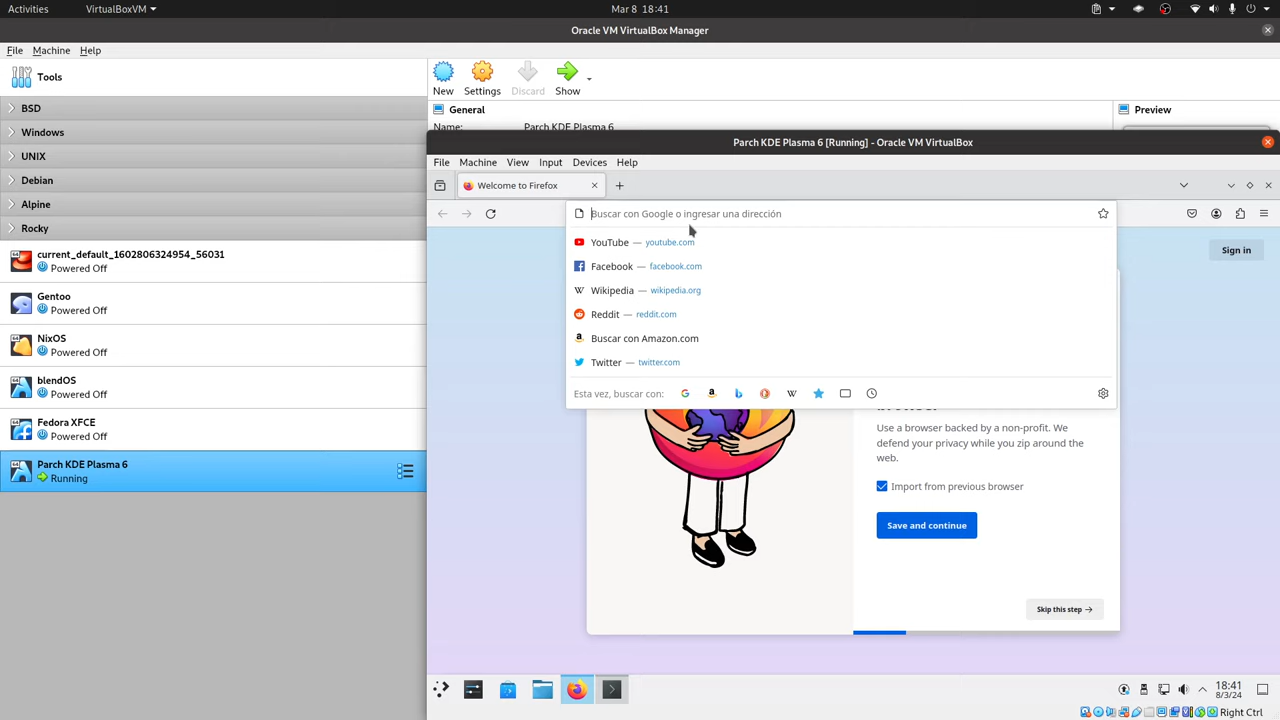 Activities
VirtualBoxVM
Mar 8 18:41
Oracle VM VirtualBox Manager
File Machine Help
Tools
New Settings Discard Show
BSD
Windows
UNIX
Debian
Alpine
Rocky
current_default_1602806324954_56031
Powered Off
Gentoo
Powered Off
NixOS
Powered Off
blendOS
Powered Off
Fedora XFCE
Powered Off
Parch KDE Plasma 6
Running
General
Name: Parch KDE Plasma 6
Preview
Parch KDE Plasma 6 [Running] - Oracle VM VirtualBox
File Machine View Input Devices Help
Welcome to Firefox
Buscar con Google o ingresar una dirección
YouTube — youtube.com
Facebook — facebook.com
Wikipedia — wikipedia.org
Reddit — reddit.com
Buscar con Amazon.com
Twitter — twitter.com
Esta vez, buscar con:
Sign in
Use a browser backed by a non-profit. We
defend your privacy while you zip around the
web.
Import from previous browser
Save and continue
Skip this step
18:41
8/3/24
Right Ctrl